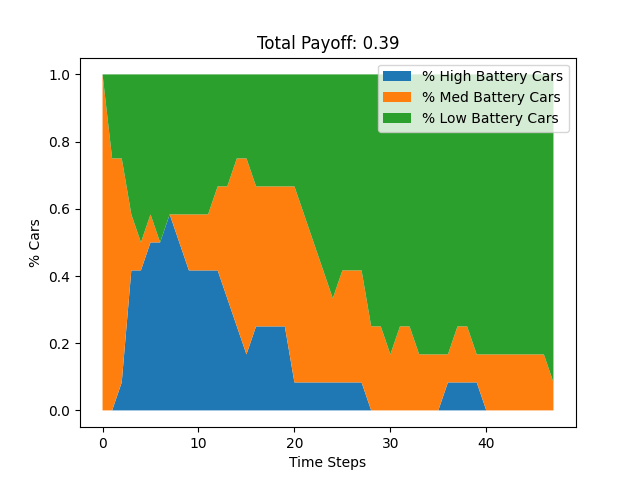 Total Payoff: 0.39
% High Battery Cars
% Med Battery Cars
% Low Battery Cars
1.0
0.8
0.6
0.4
0.2
0.0
% Cars
0 10 20 30 40
Time Steps